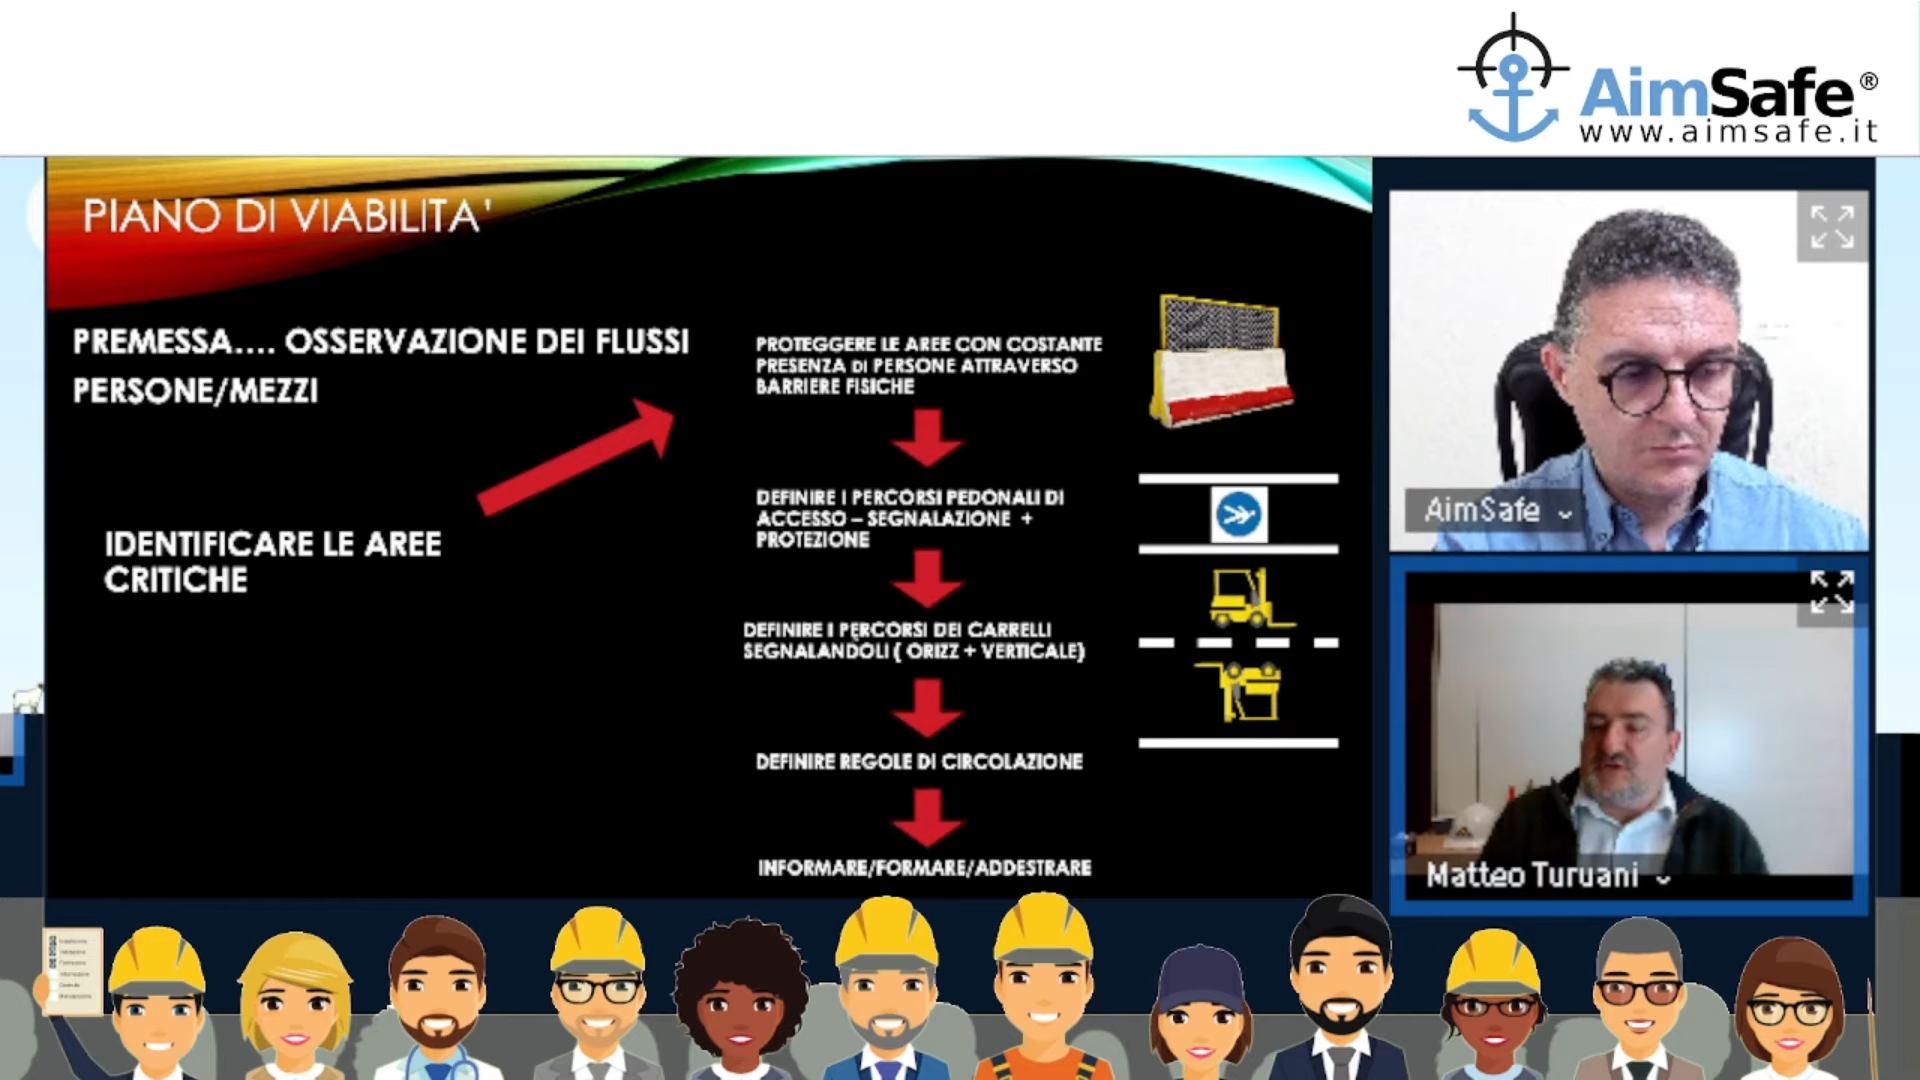 AimSafe®
www.aimsafe.it
PIANO DI VIABILITA'
PREMESSA.... OSSERVAZIONE DEI FLUSSI
PERSONE/MEZZI
IDENTIFICARE LE AREE
CRITICHE
PROTEGGERE LE AREE CON COSTANTE
PRESENZA DI PERSONE ATTRAVERSO
BARRIERE FISICHE
DEFINIRE I PERCORSI PEDONALI DI
ACCESSO – SEGNALAZIONE +
PROTEZIONE
DEFINIRE I PERCORSI DEI CARRELLI
SEGNALANDOLI ( ORIZZ + VERTICALE)
DEFINIRE REGOLE DI CIRCOLAZIONE
INFORMARE/FORMARE/ADDESTRARE
AimSafe
Matteo Turuani